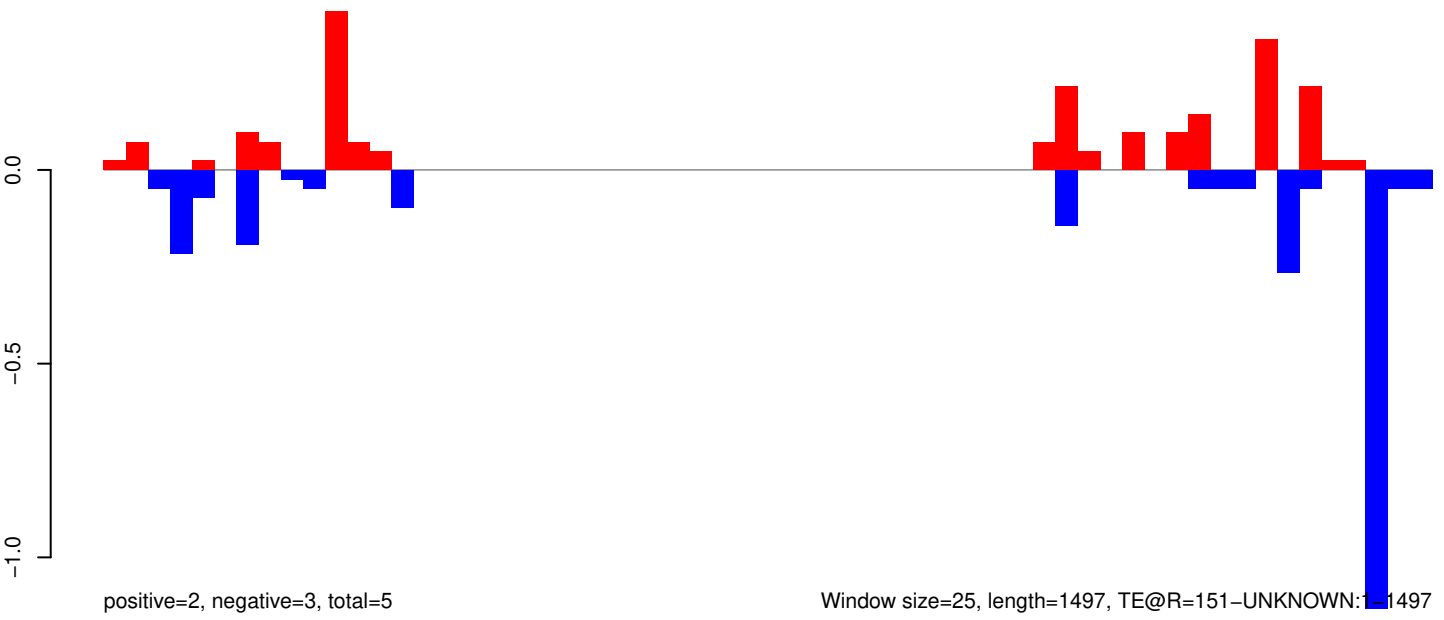 0.0
−0.5
−1.0
positive=2, negative=3, total=5
Window size=25, length=1497, TE@R=151−UNKNOWN:1−1497